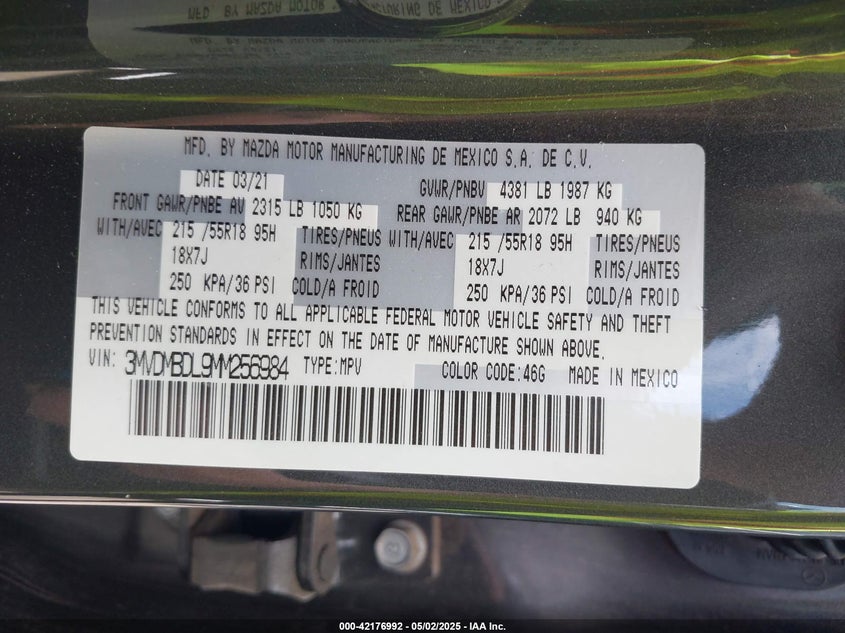 MFD. BY MAZDA MOTOR MANUFACTURING DE MEXICO S.A. DE C.V.
DATE 03/21 GVWR/PNBV 4381 LB 1987 KG
FRONT GAWR/PNBE AV 2315 LB 1050 KG REAR GAWR/PNBE AR 2072 LB 940 KG
WITH/AVEC 215 /55R18 95H TIRES/PNEUS WITH/AVEC 215 /55R18 95H TIRES/PNEUS
18X7J RIMS/JANTES 18X7J RIMS/JANTES
250 KPA/36 PSI COLD/A FROID 250 KPA/36 PSI COLD/A FROID
THIS VEHICLE CONFORMS TO ALL APPLICABLE FEDERAL MOTOR VEHICLE SAFETY AND THEFT
PREVENTION STANDARDS IN EFFECT ON THE DATE OF MANUFACTURE SHOWN ABOVE.
VIN: 3MVDMBDL9MM256984 TYPE:MPV COLOR CODE:46G MADE IN MEXICO
000-42176992 - 05/02/2025 - IAA Inc.